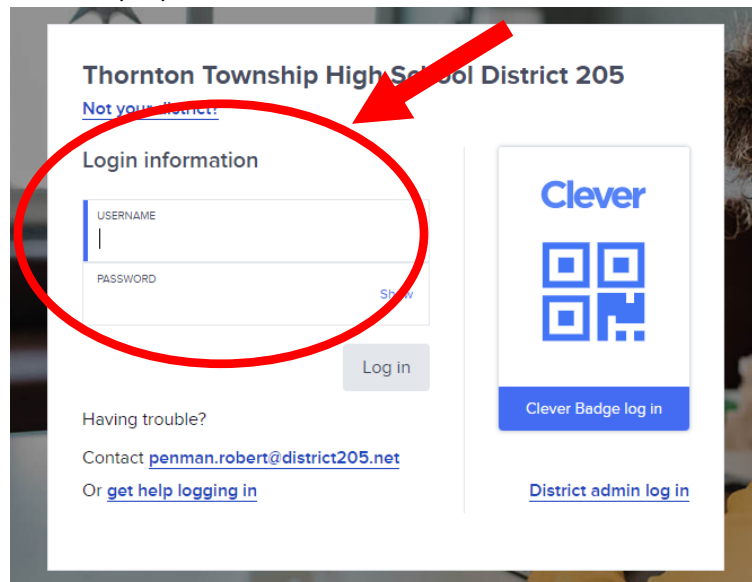 Thornton Township High School District 205
Not your district?
Login information
USERNAME
PASSWORD
Show
Log in
Having trouble?
Contact penman.robert@district205.net
Or get help logging in
Clever
Clever Badge log in
District admin log in